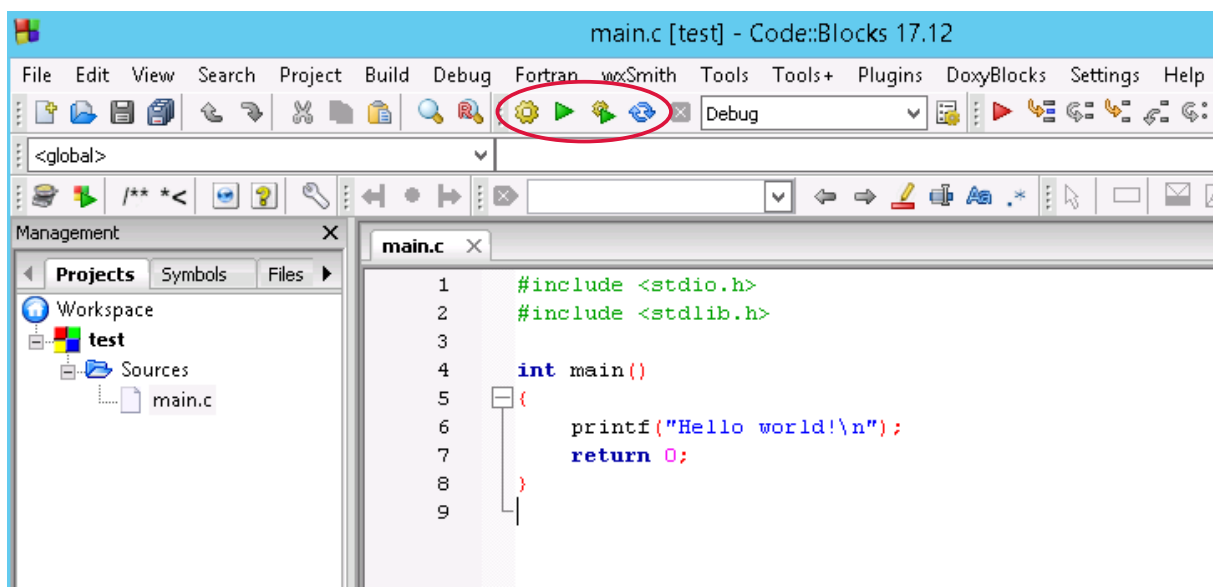 main.c [test] - Code::Blocks 17.12
File Edit View Search Project Build Debug Fortran wxSmith Tools Tools+ Plugins DoxyBlocks Settings Help
Debug
<global>
/** *<
Aa .*
Management
main.c
Projects Symbols Files
Workspace
test
Sources
main.c
1 #include <stdio.h>
2 #include <stdlib.h>
3
4 int main()
5 {
6 printf("Hello world!\n");
7 return 0;
8 }
9